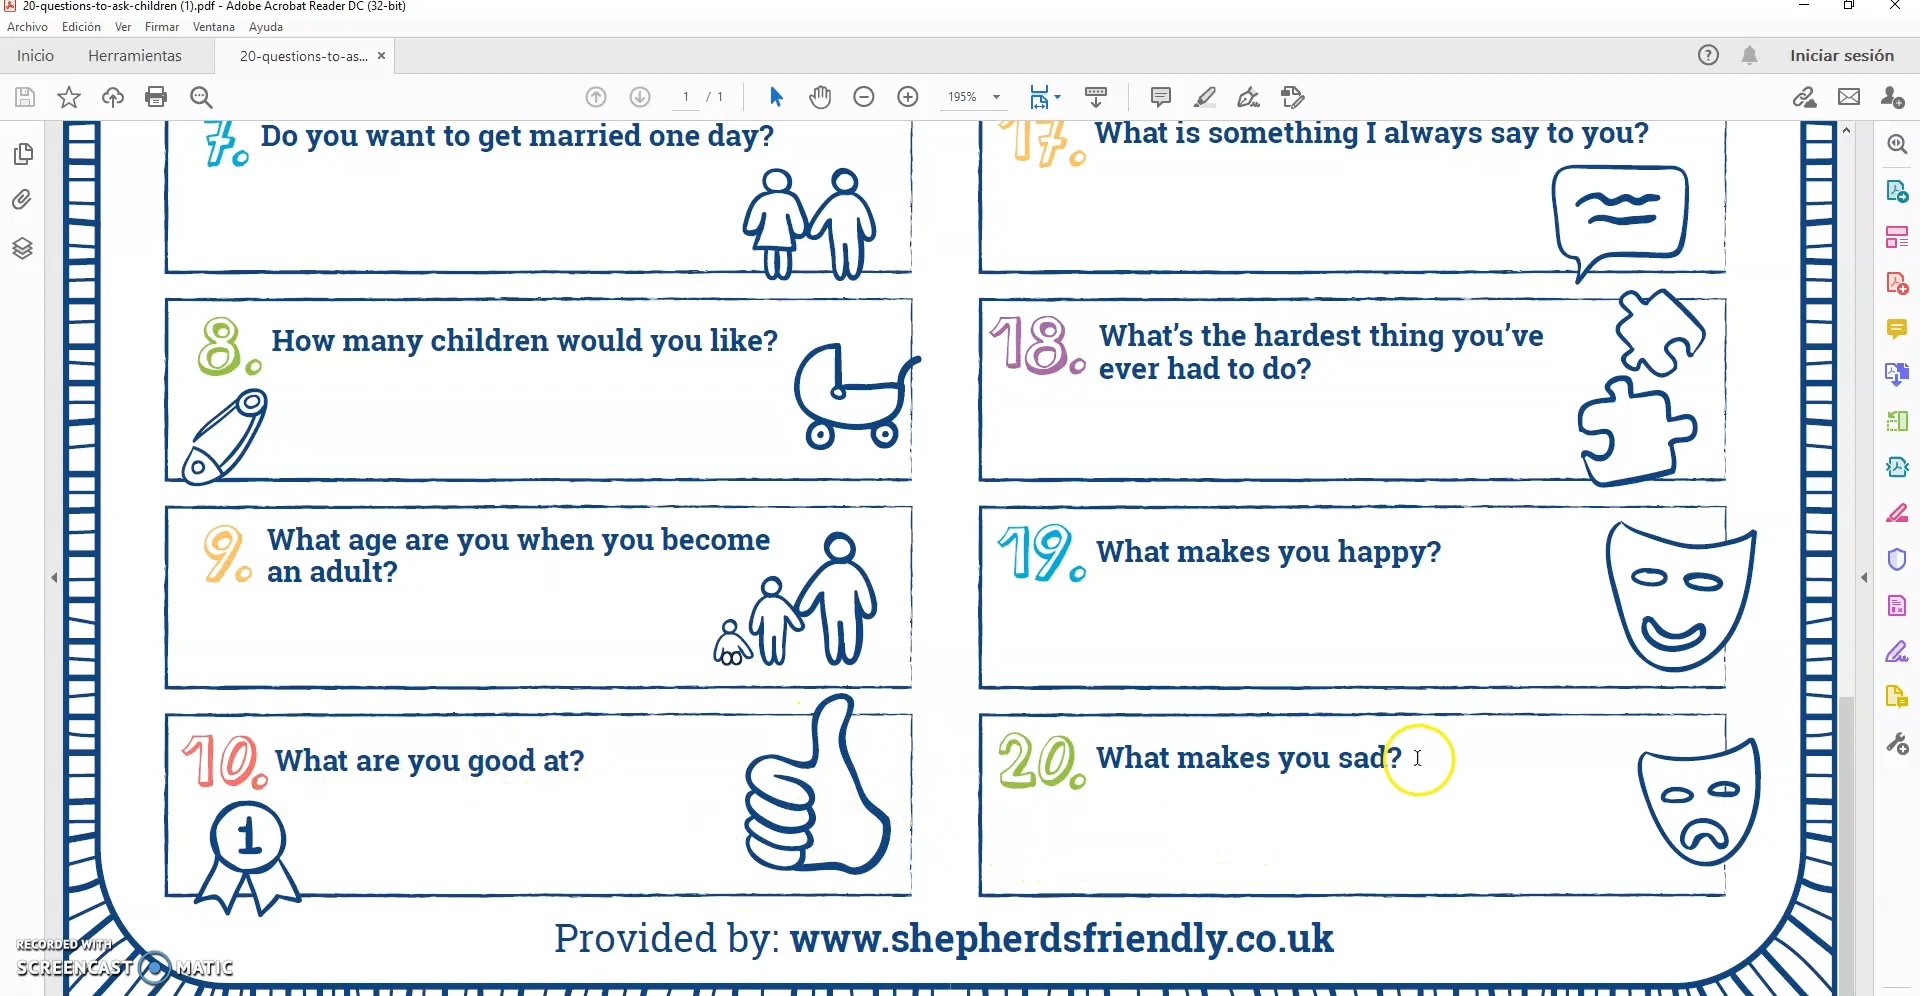 20-questions-to-ask-children (1).pdf - Adobe Acrobat Reader DC (32-bit)
Archivo Edición Ver Firmar Ventana Ayuda
Inicio Herramientas 20-questions-to-as... × Iniciar sesión
1 / 1 195%
7. Do you want to get married one day?
8. How many children would you like?
9. What age are you when you become
an adult?
10. What are you good at?
1
17. What is something I always say to you?
18. What's the hardest thing you've
ever had to do?
19. What makes you happy?
20. What makes you sad?
Provided by: www.shepherdsfriendly.co.uk
RECORDED WITH
SCREENCAST MATIC